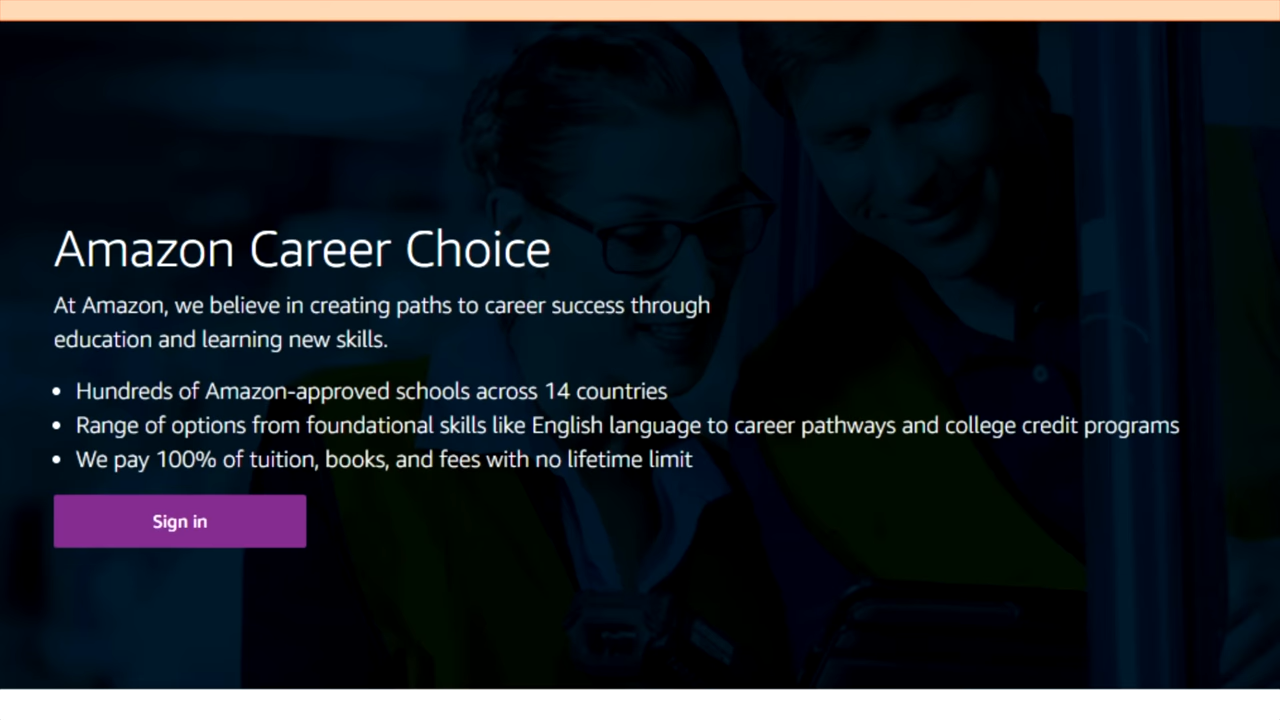 Amazon Career Choice
At Amazon, we believe in creating paths to career success through
education and learning new skills.
• Hundreds of Amazon-approved schools across 14 countries
• Range of options from foundational skills like English language to career pathways and college credit programs
• We pay 100% of tuition, books, and fees with no lifetime limit
Sign in